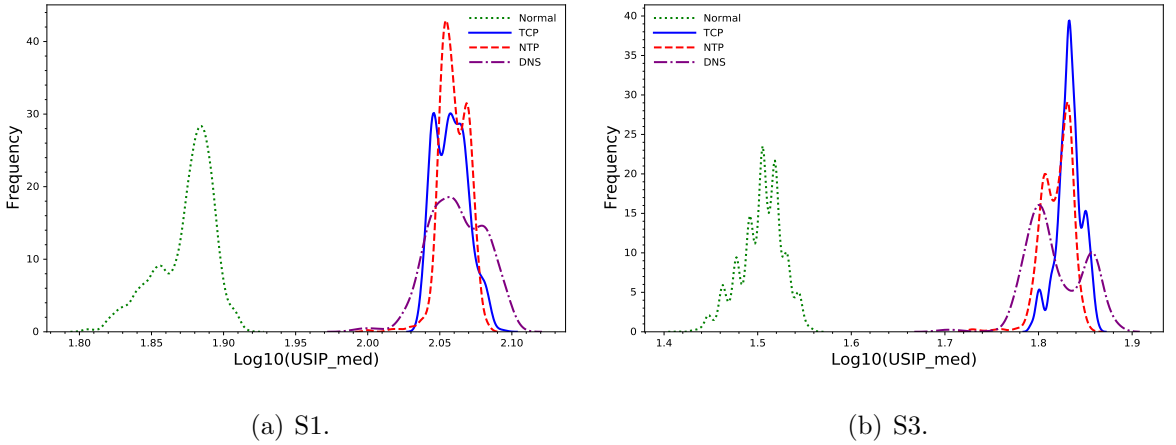 Frequency
40
30
20
10
0
1.80
1.85
1.90
1.95
2.00
2.05
2.10
Log10(USIP_med)
Normal
TCP
NTP
DNS
(a) S1.
Frequency
40
35
30
25
20
15
10
5
0
1.4
1.5
1.6
1.7
1.8
1.9
Log10(USIP_med)
Normal
TCP
NTP
DNS
(b) S3.